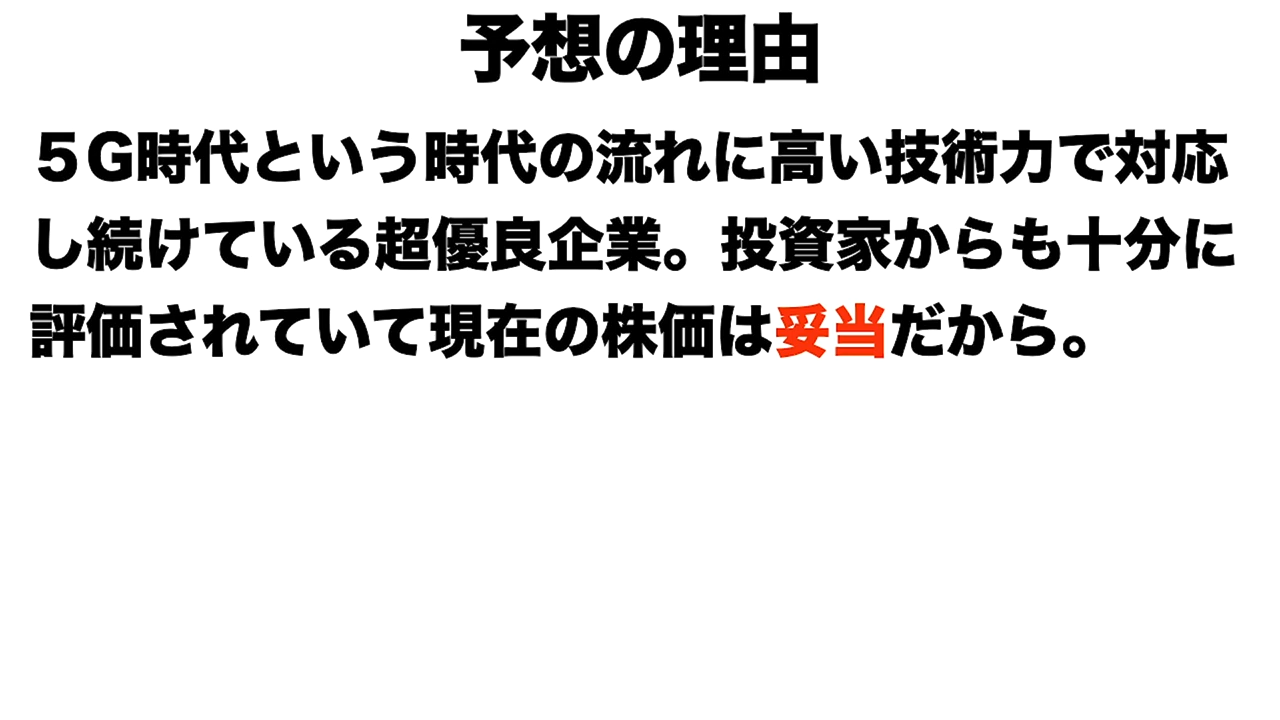 予想の理由
５G時代という時代の流れに高い技術力で対応
し続けている超優良企業。投資家からも十分に
評価されていて現在の株価は妥当だから。